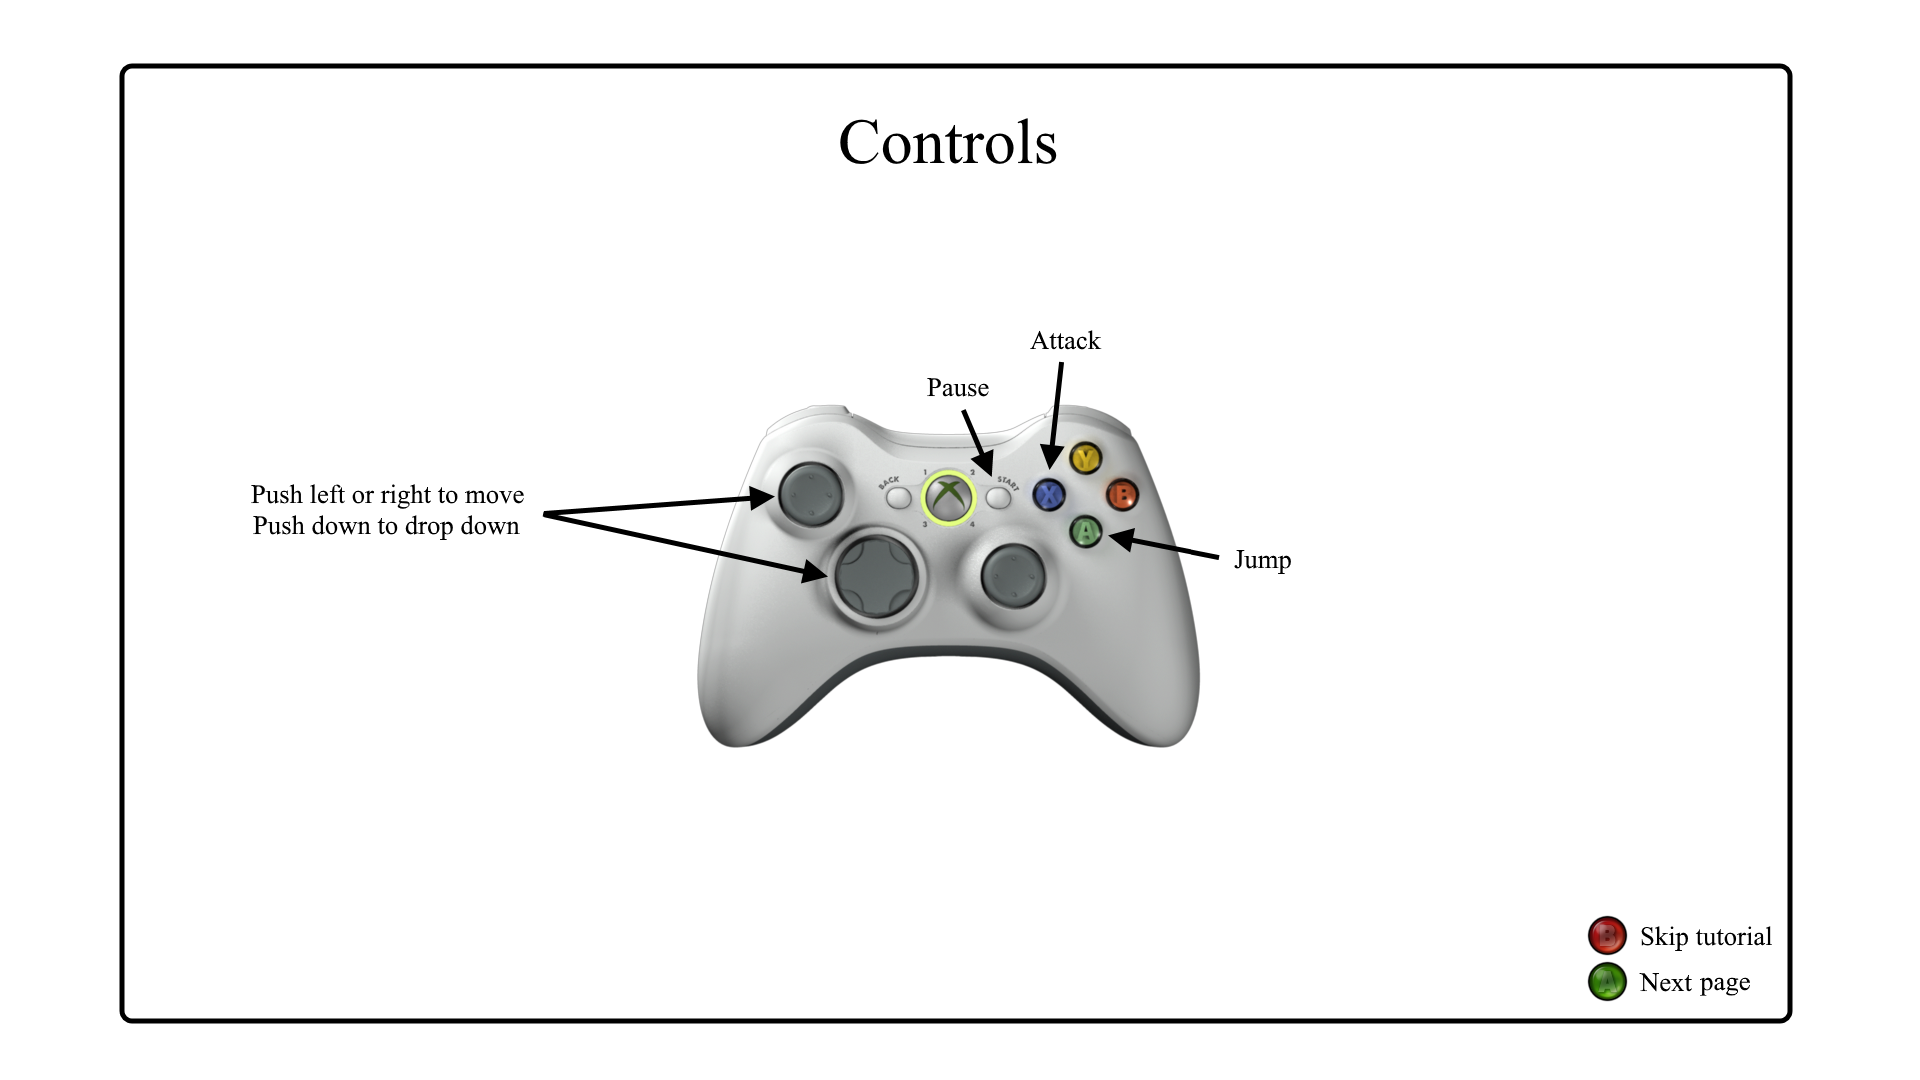 Controls
Attack
Pause
Push left or right to move
Push down to drop down
BACK
1
2
3
4
START
Y
X
B
A
Jump
B Skip tutorial
A Next page